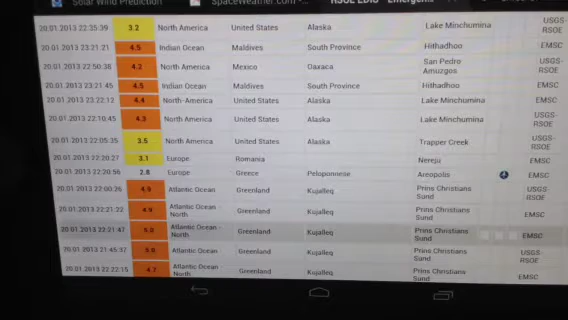 Solar Wind Prediction SpaceWeather.com - RSOE EDIS - Emergenc
20.01.2013 22:35:39 3.2 North America United States Alaska Lake Minchumina USGS-RSOE
20.01.2013 23:21:21 4.5 Indian Ocean Maldives South Province Hithadhoo EMSC
20.01.2013 22:50:38 4.2 North America Mexico Oaxaca San Pedro Amuzgos USGS-RSOE
20.01.2013 23:21:45 4.5 Indian Ocean Maldives South Province Hithadhoo EMSC
20.01.2013 23:22:12 4.4 North-America United States Alaska Lake Minchumina EMSC
20.01.2013 22:10:45 4.3 North America United States Alaska Lake Minchumina USGS-RSOE
20.01.2013 22:05:35 3.5 North America United States Alaska Trapper Creek USGS-RSOE
20.01.2013 22:20:27 3.1 Europe Romania Nereju EMSC
20.01.2013 22:20:56 2.8 Europe Greece Peloponnese Areopolis EMSC
20.01.2013 22:00:26 4.9 Atlantic Ocean Greenland Kujalleq Prins Christians Sund USGS-RSOE
20.01.2013 22:21:22 4.9 Atlantic Ocean - North Greenland Kujalleq Prins Christians Sund EMSC
20.01.2013 22:21:47 5.0 Atlantic Ocean - North Greenland Kujalleq Prins Christians Sund EMSC
20.01.2013 21:45:37 5.0 Atlantic Ocean Greenland Kujalleq Prins Christians Sund USGS-RSOE
20.01.2013 22:22:15 4.7 Atlantic Ocean - North Greenland Kujalleq Prins Christians Sund EMSC